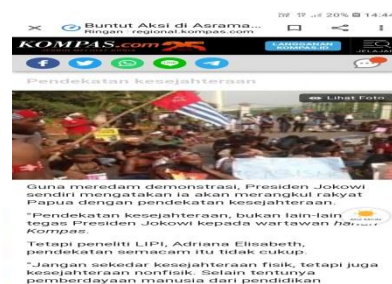 20% 14:44
Buntut Aksi di Asrama...
Ringan · regional.kompas.com
KOMPAS.com
LANGGANAN
KOMPAS.ID
JELAJAH
Pendekatan kesejahteraan
Lihat Foto
Guna meredam demonstrasi, Presiden Jokowi
sendiri mengatakan ia akan merangkul rakyat
Papua dengan pendekatan kesejahteraan.
"Pendekatan kesejahteraan, bukan lain-lain
tegas Presiden Jokowi kepada wartawan harian
Kompas.
Tetapi peneliti LIPI, Adriana Elisabeth,
pendekatan semacam itu tidak cukup.
"Jangan sekedar kesejahteraan fisik, tetapi juga
kesejahteraan nonfisik. Selain tentunya
pemberdayaan manusia dari pendidikan